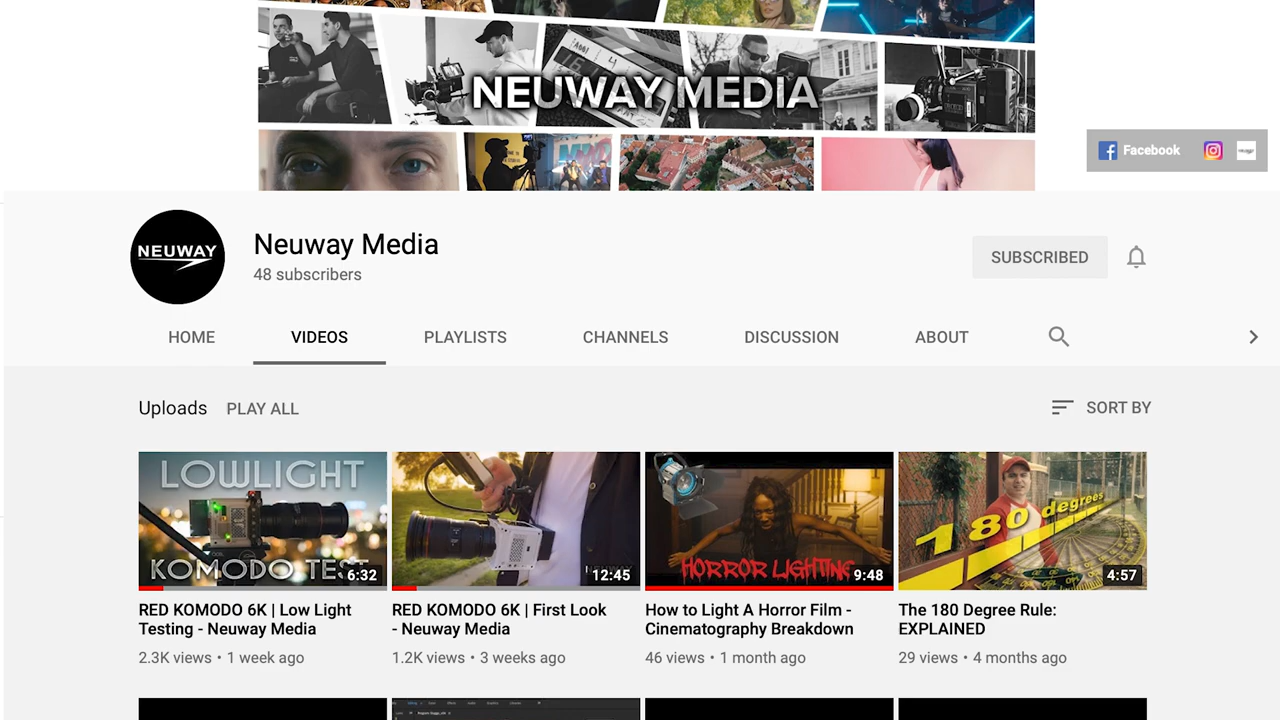 NEUWAY MEDIA
Facebook
NEUWAY
Neuway Media
48 subscribers
SUBSCRIBED
HOME
VIDEOS
PLAYLISTS
CHANNELS
DISCUSSION
ABOUT
Uploads
PLAY ALL
SORT BY
LOWLIGHT
KOMODO TEST
6:32
12:45
HORROR LIGHTING
9:48
180 degrees
4:57
RED KOMODO 6K | Low Light
Testing - Neuway Media
2.3K views • 1 week ago
RED KOMODO 6K | First Look
- Neuway Media
1.2K views • 3 weeks ago
How to Light A Horror Film -
Cinematography Breakdown
46 views • 1 month ago
The 180 Degree Rule:
EXPLAINED
29 views • 4 months ago